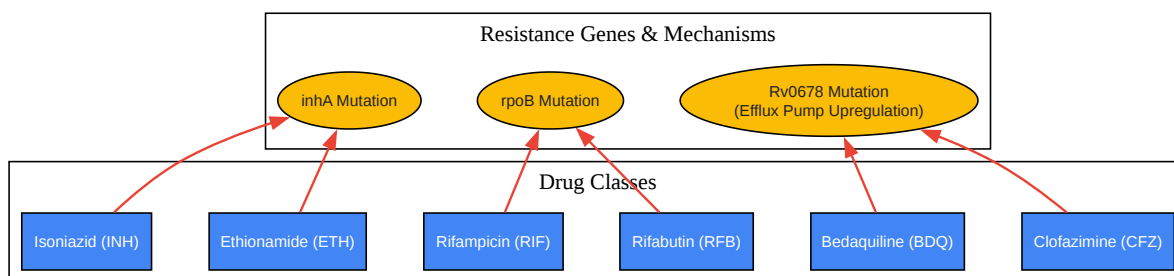 Resistance Genes & Mechanisms
inhA Mutation
rpoB Mutation
Rv0678 Mutation
(Efflux Pump Upregulation)
Drug Classes
Isoniazid (INH)
Ethionamide (ETH)
Rifampicin (RIF)
Rifabutin (RFB)
Bedaquiline (BDQ)
Clofazimine (CFZ)